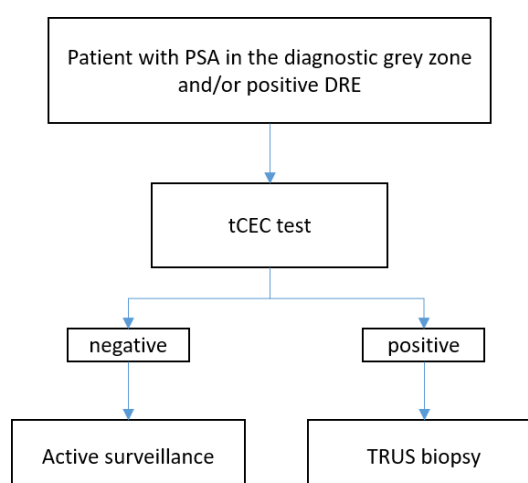 Patient with PSA in the diagnostic grey zone
and/or positive DRE
tCEC test
negative
positive
Active surveillance
TRUS biopsy